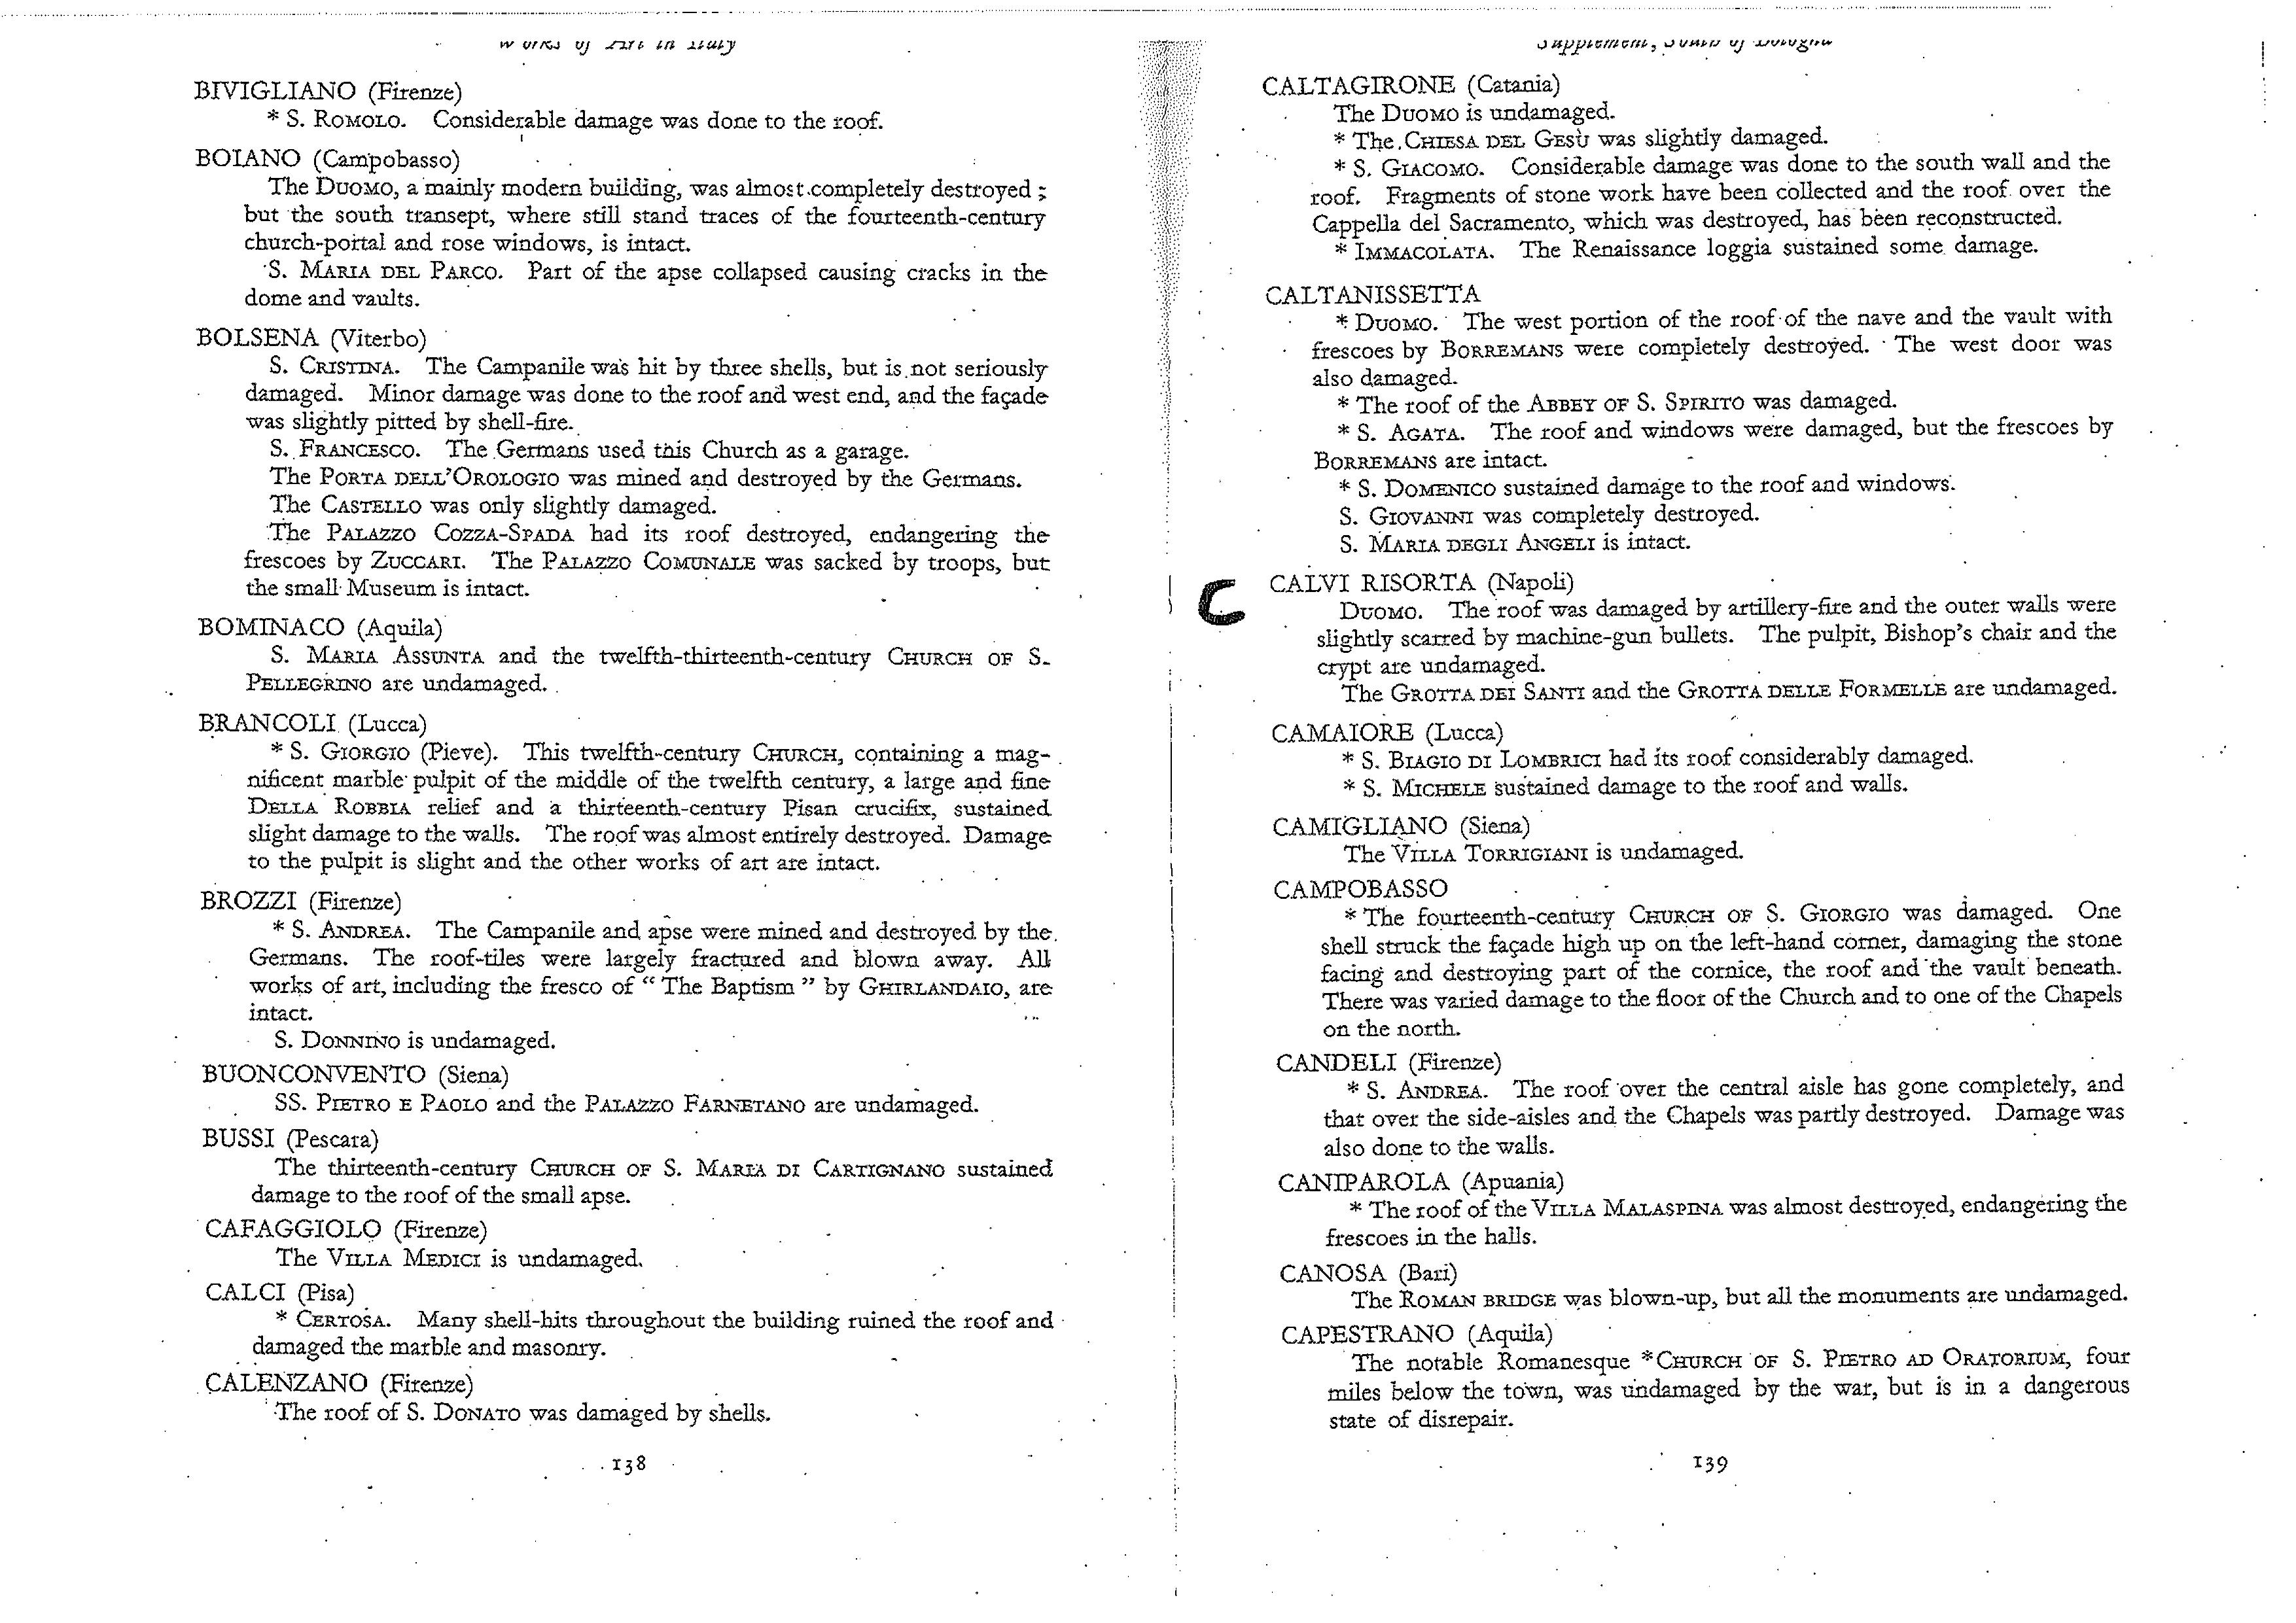 Works of Art in Italy
BIVIGLIANO (Firenze)
* S. ROMOLO. Considerable damage was done to the roof.
BOIANO (Campobasso)
The DUOMO, a mainly modern building, was almost completely destroyed ;
but the south transept, where still stand traces of the fourteenth-century
church-portal and rose windows, is intact.
S. MARIA DEL PARCO. Part of the apse collapsed causing cracks in the
dome and vaults.
BOLSENA (Viterbo)
S. CRISTINA. The Campanile was hit by three shells, but is not seriously
damaged. Minor damage was done to the roof and west end, and the façade
was slightly pitted by shell-fire.
S. FRANCESCO. The Germans used this Church as a garage.
The PORTA DELL'OROLOGIO was mined and destroyed by the Germans.
The CASTELLO was only slightly damaged.
The PALAZZO COZZA-SPADA had its roof destroyed, endangering the
frescoes by ZUCCARI. The PALAZZO COMUNALE was sacked by troops, but
the small Museum is intact.
BOMINACO (Aquila)
S. MARIA ASSUNTA and the twelfth-thirteenth-century CHURCH OF S.
PELLEGRINO are undamaged.
BRANCOLI (Lucca)
* S. GIORGIO (Pieve). This twelfth-century CHURCH, containing a mag-
nificent marble pulpit of the middle of the twelfth century, a large and fine
DELLA ROBBIA relief and a thirteenth-century Pisan crucifix, sustained
slight damage to the walls. The roof was almost entirely destroyed. Damage
to the pulpit is slight and the other works of art are intact.
BROZZI (Firenze)
* S. ANDREA. The Campanile and apse were mined and destroyed by the
Germans. The roof-tiles were largely fractured and blown away. All
works of art, including the fresco of “ The Baptism ” by GHIRLANDAIO, are
intact.
S. DONNINO is undamaged.
BUONCONVENTO (Siena)
SS. PIETRO E PAOLO and the PALAZZO FARNETANO are undamaged.
BUSSI (Pescara)
The thirteenth-century CHURCH OF S. MARIA DI CARTIGNANO sustained
damage to the roof of the small apse.
CAFAGGIOLO (Firenze)
The VILLA MEDICI is undamaged.
CALCI (Pisa)
* CERTOSA. Many shell-hits throughout the building ruined the roof and
damaged the marble and masonry.
CALENZANO (Firenze)
The roof of S. DONATO was damaged by shells.
138
Supplement, South of Bologna
CALTAGIRONE (Catania)
The DUOMO is undamaged.
* The CHIESA DEL GESÙ was slightly damaged.
* S. GIACOMO. Considerable damage was done to the south wall and the
roof. Fragments of stone work have been collected and the roof over the
Cappella del Sacramento, which was destroyed, has been reconstructed.
* IMMACOLATA. The Renaissance loggia sustained some damage.
CALTANISSETTA
* DUOMO. The west portion of the roof of the nave and the vault with
frescoes by BORREMANS were completely destroyed. The west door was
also damaged.
* The roof of the ABBEY OF S. SPIRITO was damaged.
* S. AGATA. The roof and windows were damaged, but the frescoes by
BORREMANS are intact.
* S. DOMENICO sustained damage to the roof and windows.
S. GIOVANNI was completely destroyed.
S. MARIA DEGLI ANGELI is intact.
C CALVI RISORTA (Napoli)
DUOMO. The roof was damaged by artillery-fire and the outer walls were
slightly scarred by machine-gun bullets. The pulpit, Bishop's chair and the
crypt are undamaged.
The GROTTA DEI SANTI and the GROTTA DELLE FORMELLE are undamaged.
CAMAIORE (Lucca)
* S. BIAGIO DI LOMBRICI had its roof considerably damaged.
* S. MICHELE sustained damage to the roof and walls.
CAMIGLIANO (Siena)
The VILLA TORRIGIANI is undamaged.
CAMPOBASSO
* The fourteenth-century CHURCH OF S. GIORGIO was damaged. One
shell struck the façade high up on the left-hand corner, damaging the stone
facing and destroying part of the cornice, the roof and the vault beneath.
There was varied damage to the floor of the Church and to one of the Chapels
on the north.
CANDELI (Firenze)
* S. ANDREA. The roof over the central aisle has gone completely, and
that over the side-aisles and the Chapels was partly destroyed. Damage was
also done to the walls.
CANIPAROLA (Apuania)
* The roof of the VILLA MALASPINA was almost destroyed, endangering the
frescoes in the halls.
CANOSA (Bari)
The ROMAN BRIDGE was blown-up, but all the monuments are undamaged.
CAPESTRANO (Aquila)
The notable Romanesque *CHURCH OF S. PIETRO AD ORATORIUM, four
miles below the town, was undamaged by the war, but is in a dangerous
state of disrepair.
139